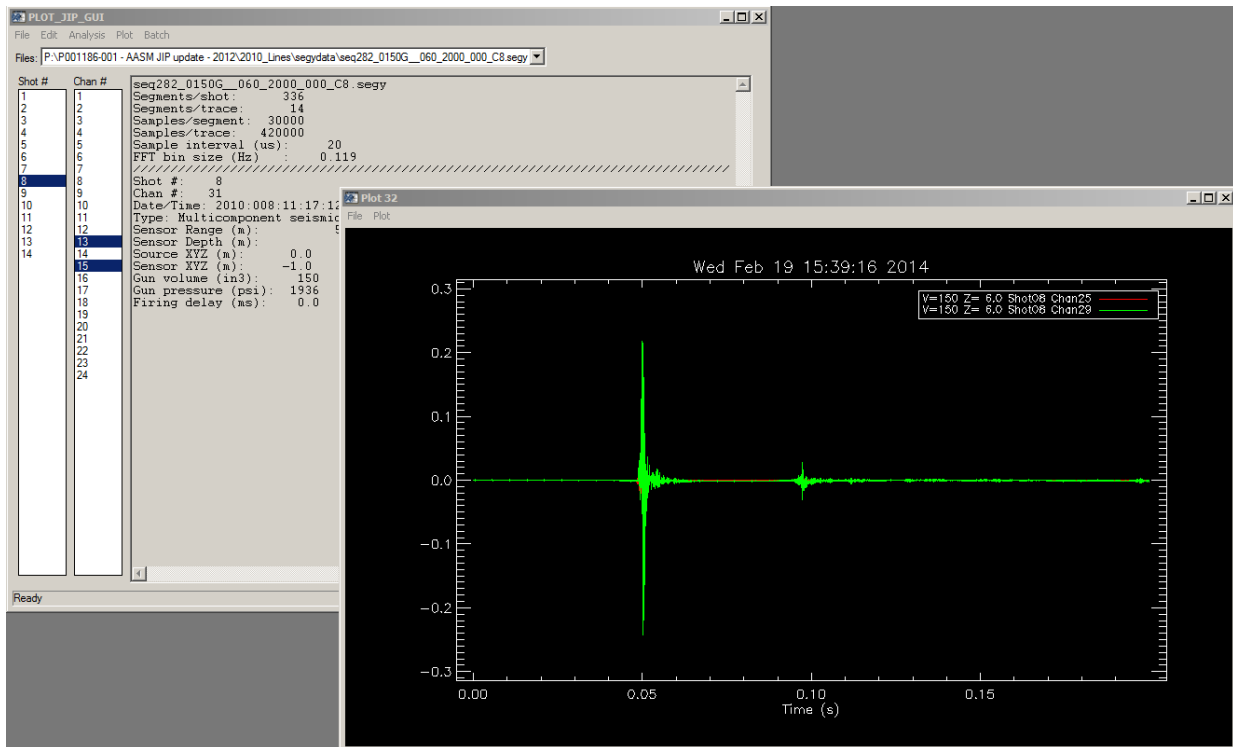 PLOT_JIP_GUI
File Edit Analysis Plot Batch
Files: P:\P001186-001 - AASM JIP update - 2012\2010_Lines\segydata\seq282_0150G__060_2000_000_C8.segy
Shot # Chan #
1
2
3
4
5
6
7
8
9
10
11
12
13
14
1
2
3
4
5
6
7
8
9
10
11
12
13
14
15
16
17
18
19
20
21
22
23
24
seq282_0150G__060_2000_000_C8.segy
Segments/shot: 336
Segments/trace: 14
Samples/segment: 30000
Samples/trace: 420000
Sample interval (us): 20
FFT bin size (Hz) : 0.119
////////////////////////////////////////////////////////////////////////////////
Shot #: 8
Chan #: 31
Date/Time: 2010:008:11:17:12
Type: Multicomponent seismic
Sensor Range (m): 5
Sensor Depth (m):
Source XYZ (m): 0.0
Sensor XYZ (m): -1.0
Gun volume (in3): 150
Gun pressure (psi): 1936
Firing delay (ms): 0.0
Ready
Plot 32
File Plot
Wed Feb 19 15:39:16 2014
V=150 Z= 6.0 Shot08 Chan25
V=150 Z= 6.0 Shot08 Chan29
0.3
0.2
0.1
0.0
-0.1
-0.2
-0.3
0.00 0.05 0.10 0.15
Time (s)